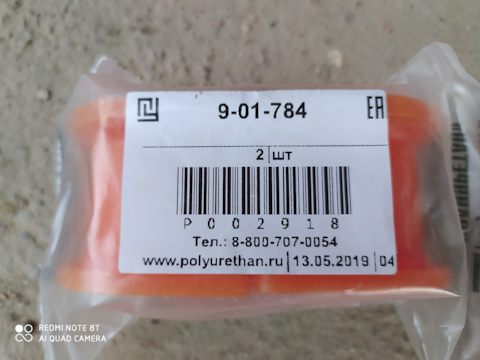 9-01-784
EAC
2 шт
P002918
Тел.: 8-800-707-0054
www.polyurethan.ru 13.05.2019 04
REDMI NOTE 8T
AI QUAD CAMERA